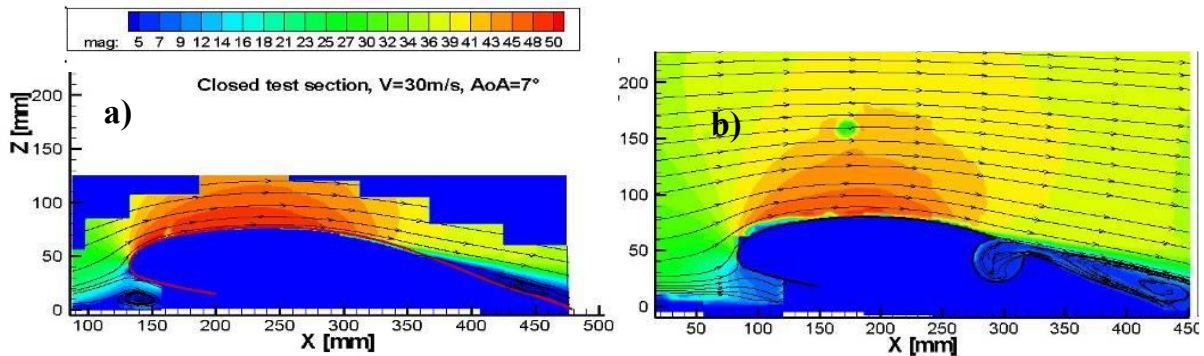 mag: 5 7 9 12 14 16 18 21 23 25 27 30 32 34 36 39 41 43 45 48 50
Closed test section, V=30m/s, AoA=7°
a)
Z [mm]
200
150
100
50
0
100 150 200 250 300 350 400 450 500
X [mm]
b)
200
150
100
50
0
50 100 150 200 250 300 350 400 450
X [mm]